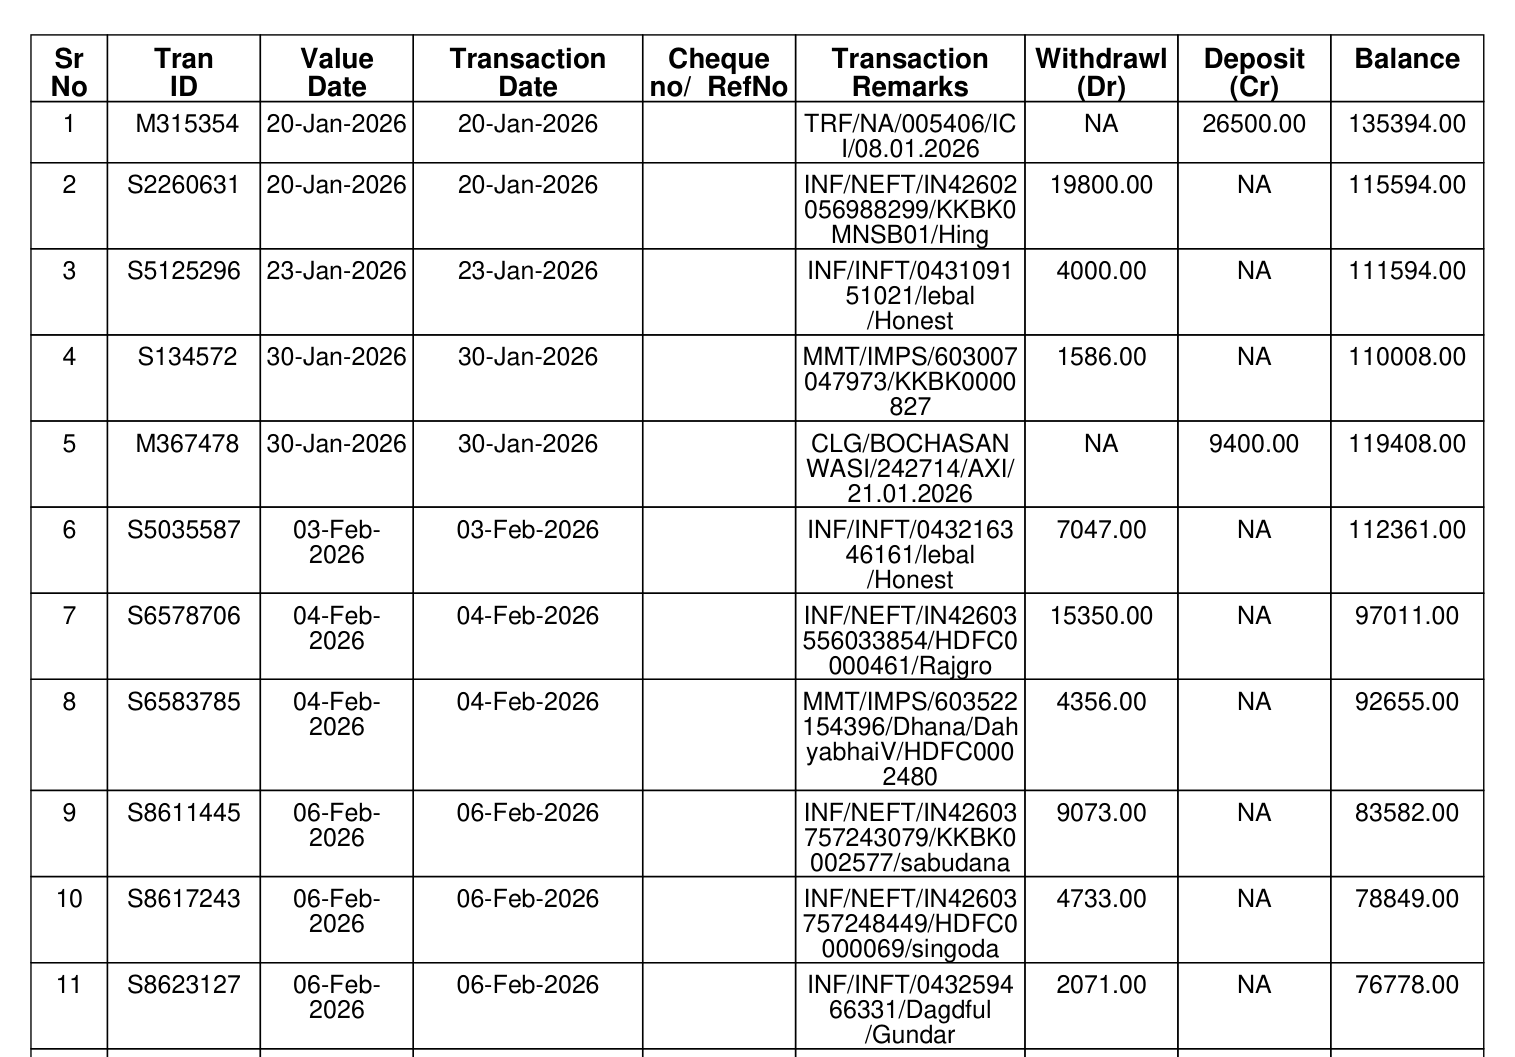 Sr No | Tran ID | Value Date | Transaction Date | Cheque no/ RefNo | Transaction Remarks | Withdrawl (Dr) | Deposit (Cr) | Balance
1 | M315354 | 20-Jan-2026 | 20-Jan-2026 | | TRF/NA/005406/ICI/08.01.2026 | NA | 26500.00 | 135394.00
2 | S2260631 | 20-Jan-2026 | 20-Jan-2026 | | INF/NEFT/IN42602056988299/KKBK0MNSB01/Hing | 19800.00 | NA | 115594.00
3 | S5125296 | 23-Jan-2026 | 23-Jan-2026 | | INF/INFT/043109151021/lebal /Honest | 4000.00 | NA | 111594.00
4 | S134572 | 30-Jan-2026 | 30-Jan-2026 | | MMT/IMPS/603007047973/KKBK0000827 | 1586.00 | NA | 110008.00
5 | M367478 | 30-Jan-2026 | 30-Jan-2026 | | CLG/BOCHASANWASI/242714/AXI/21.01.2026 | NA | 9400.00 | 119408.00
6 | S5035587 | 03-Feb-2026 | 03-Feb-2026 | | INF/INFT/043216346161/lebal /Honest | 7047.00 | NA | 112361.00
7 | S6578706 | 04-Feb-2026 | 04-Feb-2026 | | INF/NEFT/IN42603556033854/HDFC0000461/Rajgro | 15350.00 | NA | 97011.00
8 | S6583785 | 04-Feb-2026 | 04-Feb-2026 | | MMT/IMPS/603522154396/Dhana/DahyabhaiV/HDFC0002480 | 4356.00 | NA | 92655.00
9 | S8611445 | 06-Feb-2026 | 06-Feb-2026 | | INF/NEFT/IN42603757243079/KKBK0002577/sabudana | 9073.00 | NA | 83582.00
10 | S8617243 | 06-Feb-2026 | 06-Feb-2026 | | INF/NEFT/IN42603757248449/HDFC0000069/singoda | 4733.00 | NA | 78849.00
11 | S8623127 | 06-Feb-2026 | 06-Feb-2026 | | INF/INFT/043259466331/Dagdful /Gundar | 2071.00 | NA | 76778.00